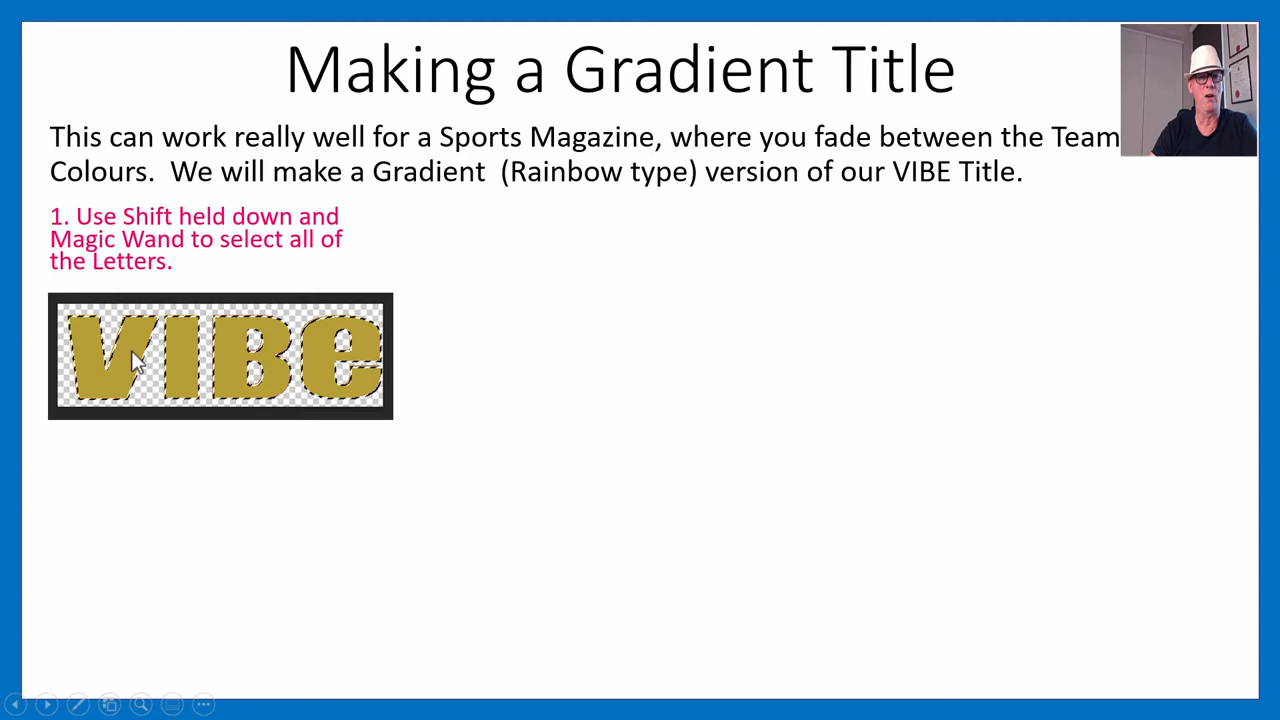 Making a Gradient Title
This can work really well for a Sports Magazine, where you fade between the Team
Colours.  We will make a Gradient  (Rainbow type) version of our VIBE Title.
1. Use Shift held down and
Magic Wand to select all of
the Letters.
VIBe